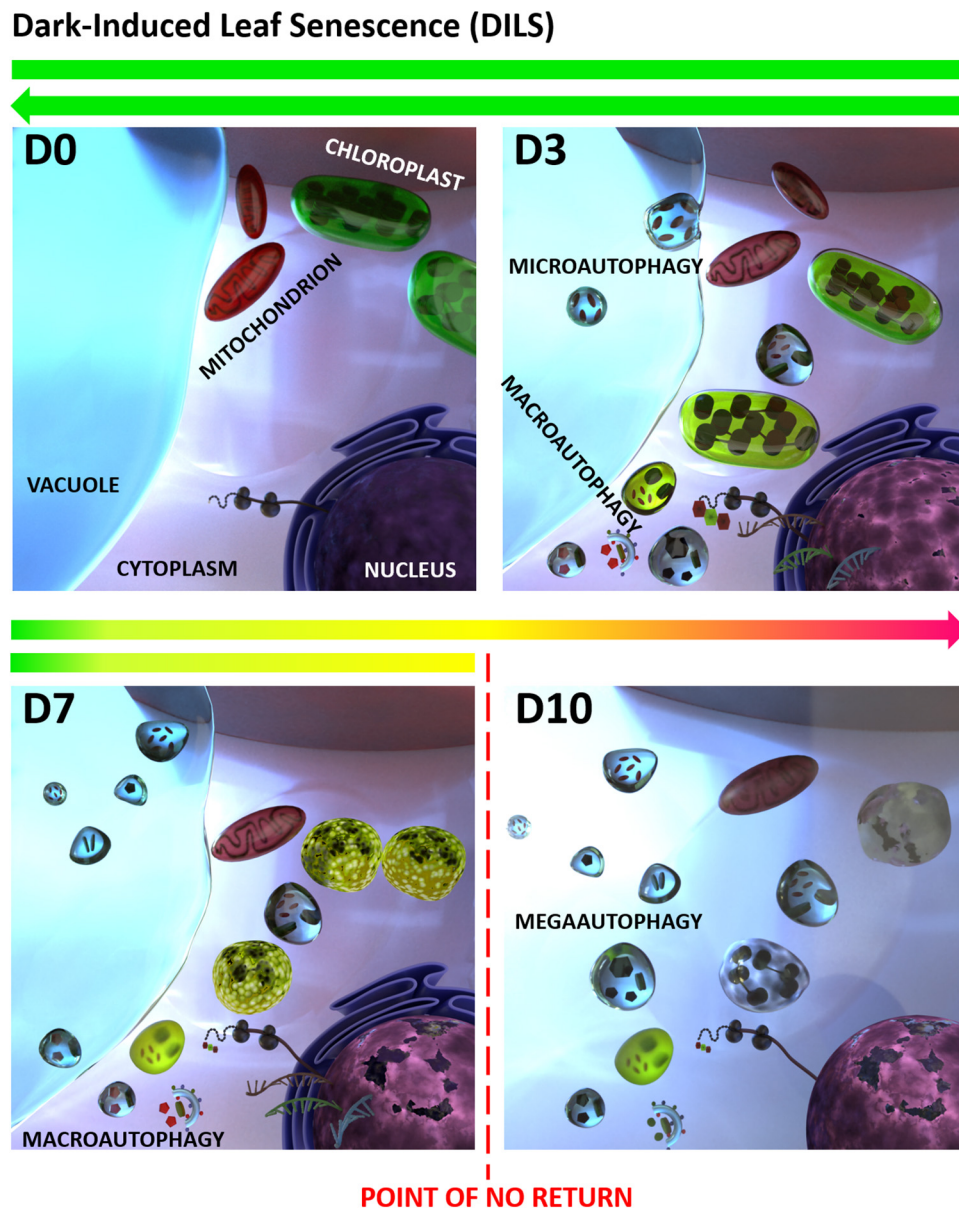 Dark-Induced Leaf Senescence (DILS)
D0
CHLOROPLAST
MITOCHONDRION
VACUOLE
CYTOPLASM
NUCLEUS
D3
MICROAUTOPHAGY
MACROAUTOPHAGY
D7
MACROAUTOPHAGY
D10
MEGAAUTOPHAGY
POINT OF NO RETURN